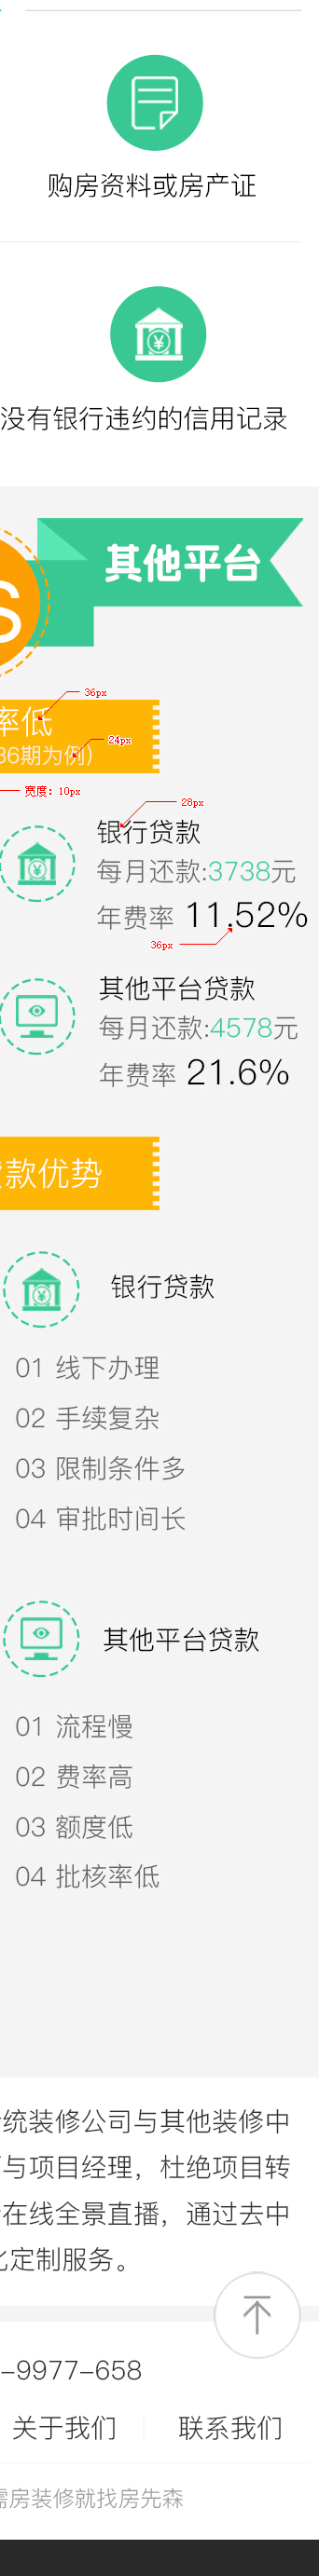 购房资料或房产证
没有银行违约的信用记录
S
其他平台
36px
率低
24px
36期为例)
宽度：10px
28px
银行贷款
每月还款:3738元
年费率 11.52%
36px
其他平台贷款
每月还款:4578元
年费率 21.6%
款优势
银行贷款
01 线下办理
02 手续复杂
03 限制条件多
04 审批时间长
其他平台贷款
01 流程慢
02 费率高
03 额度低
04 批核率低
统装修公司与其他装修中
与项目经理，杜绝项目转
在线全景直播，通过去中
化定制服务。
-9977-658
关于我们
联系我们
需房装修就找房先森